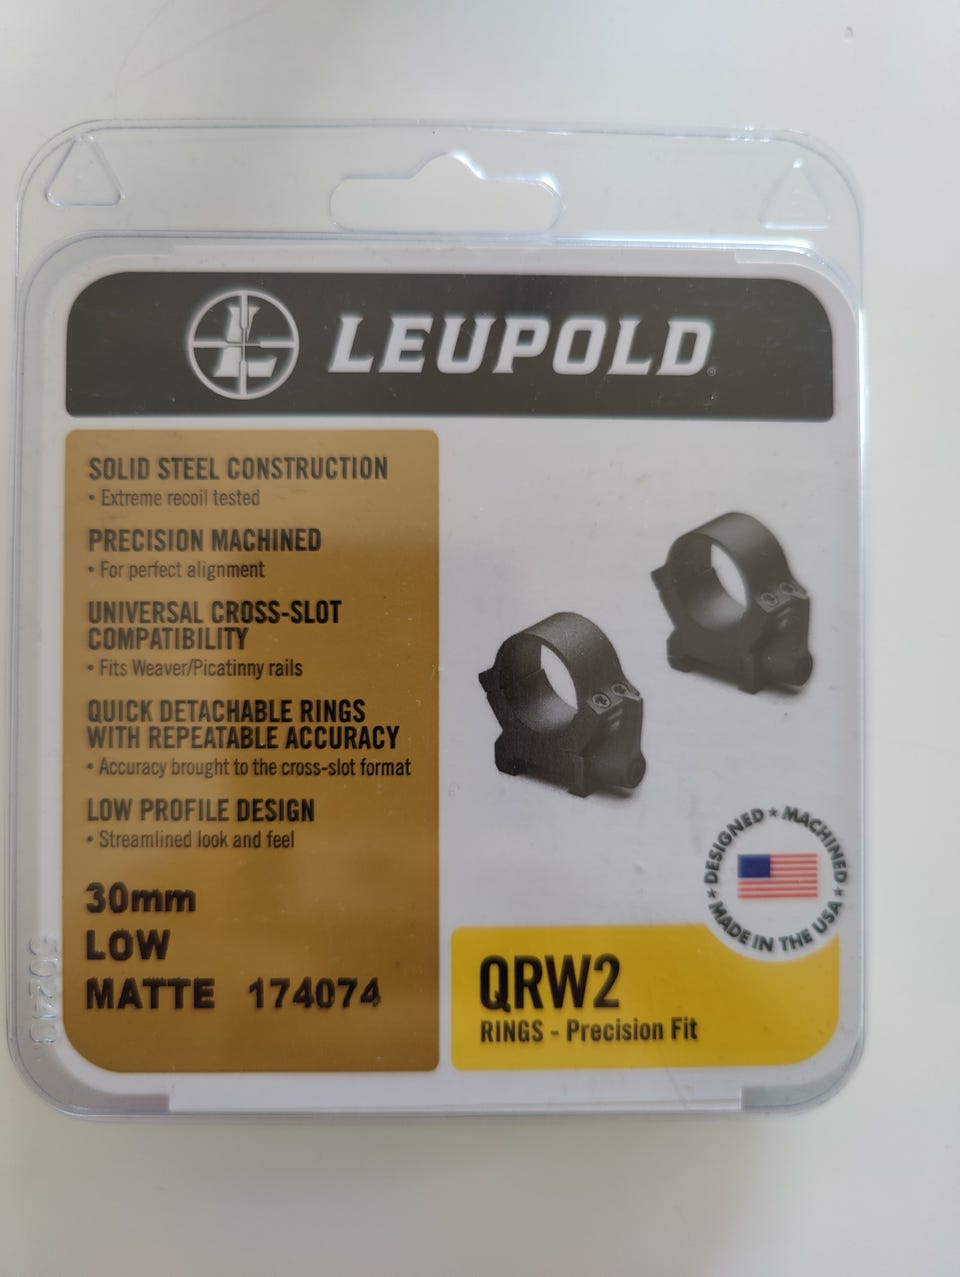 LEUPOLD®
SOLID STEEL CONSTRUCTION
• Extreme recoil tested
PRECISION MACHINED
• For perfect alignment
UNIVERSAL CROSS-SLOT
COMPATIBILITY
• Fits Weaver/Picatinny rails
QUICK DETACHABLE RINGS
WITH REPEATABLE ACCURACY
• Accuracy brought to the cross-slot format
LOW PROFILE DESIGN
• Streamlined look and feel
30mm
LOW
MATTE 174074
DESIGNED ★ MACHINED ★ MADE IN THE USA ★
QRW2
RINGS - Precision Fit